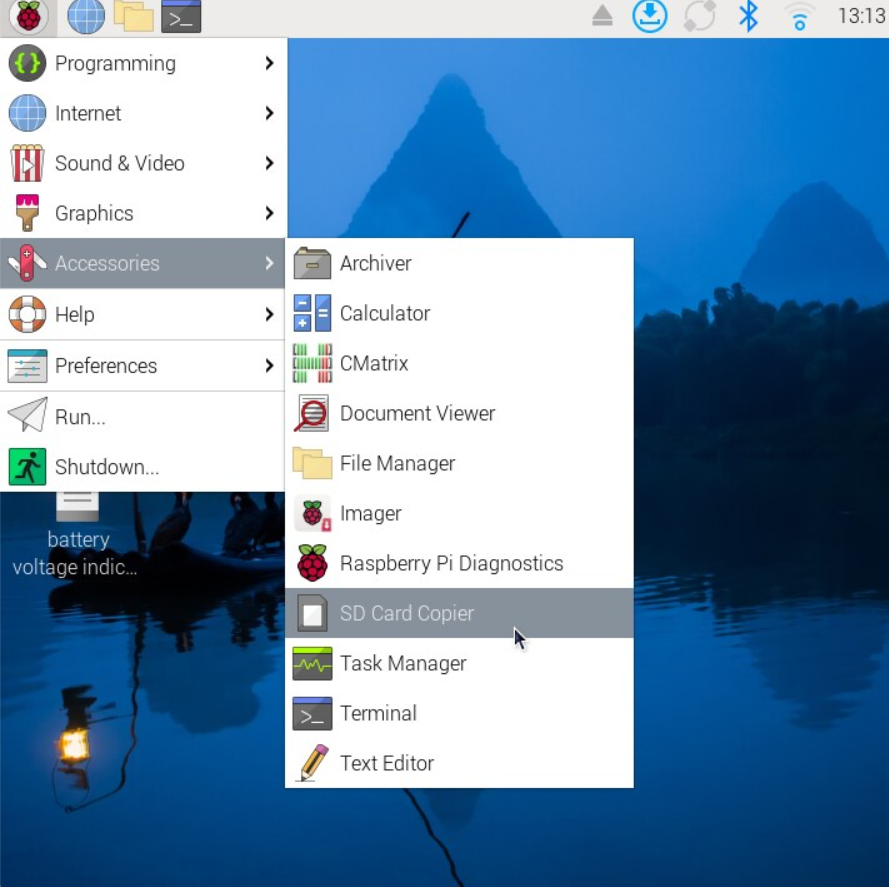 13:13
Programming
Internet
Sound & Video
Graphics
Accessories
Help
Preferences
Run...
Shutdown...
Archiver
Calculator
CMatrix
Document Viewer
File Manager
Imager
Raspberry Pi Diagnostics
SD Card Copier
Task Manager
Terminal
Text Editor
battery
voltage indic...